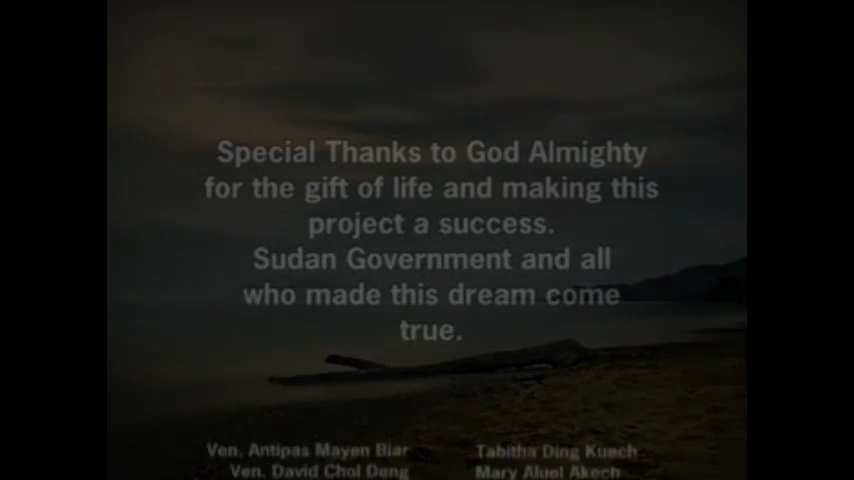 Special Thanks to God Almighty
for the gift of life and making this
project a success.
Sudan Government and all
who made this dream come
true.
Ven. Antipas Mayen Biar
Tabitha Ding Kuech
Ven. David Chol Deng
Mary Aluel Akech